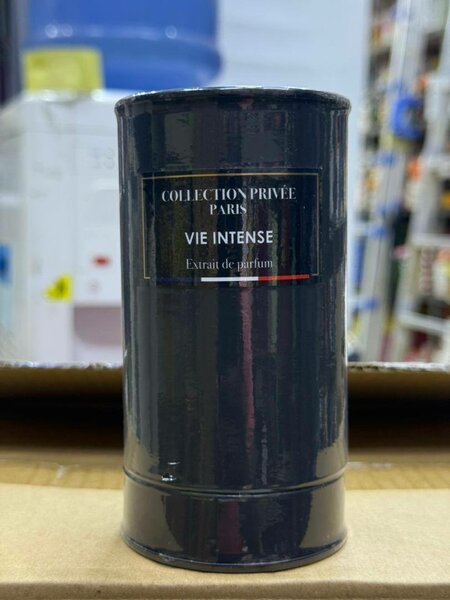 COLLECTION PRIVÉE
PARIS
VIE INTENSE
Extrait de parfum